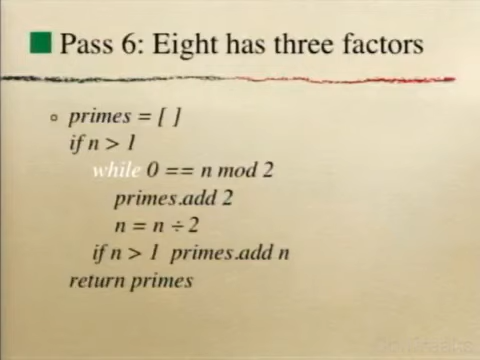 Pass 6: Eight has three factors
primes = [ ]
if n > 1
while 0 == n mod 2
primes.add 2
n = n ÷ 2
if n > 1 primes.add n
return primes